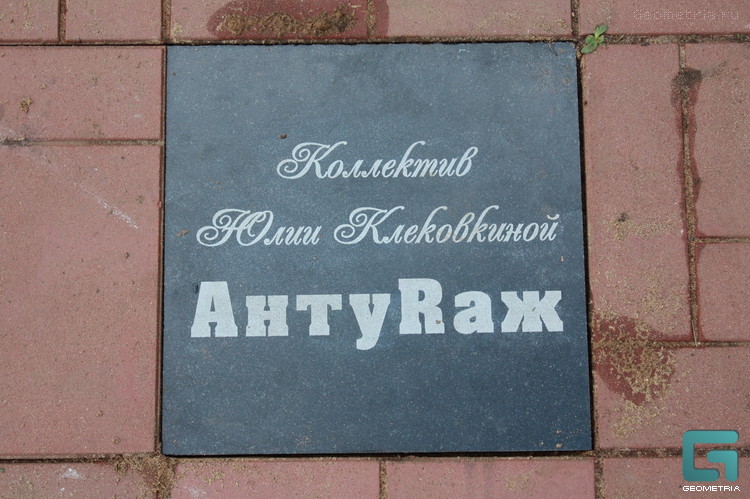 Geometria.ru
Коллектив
Юлии Клековкиной
АнтуRаж
GEOMETRIA